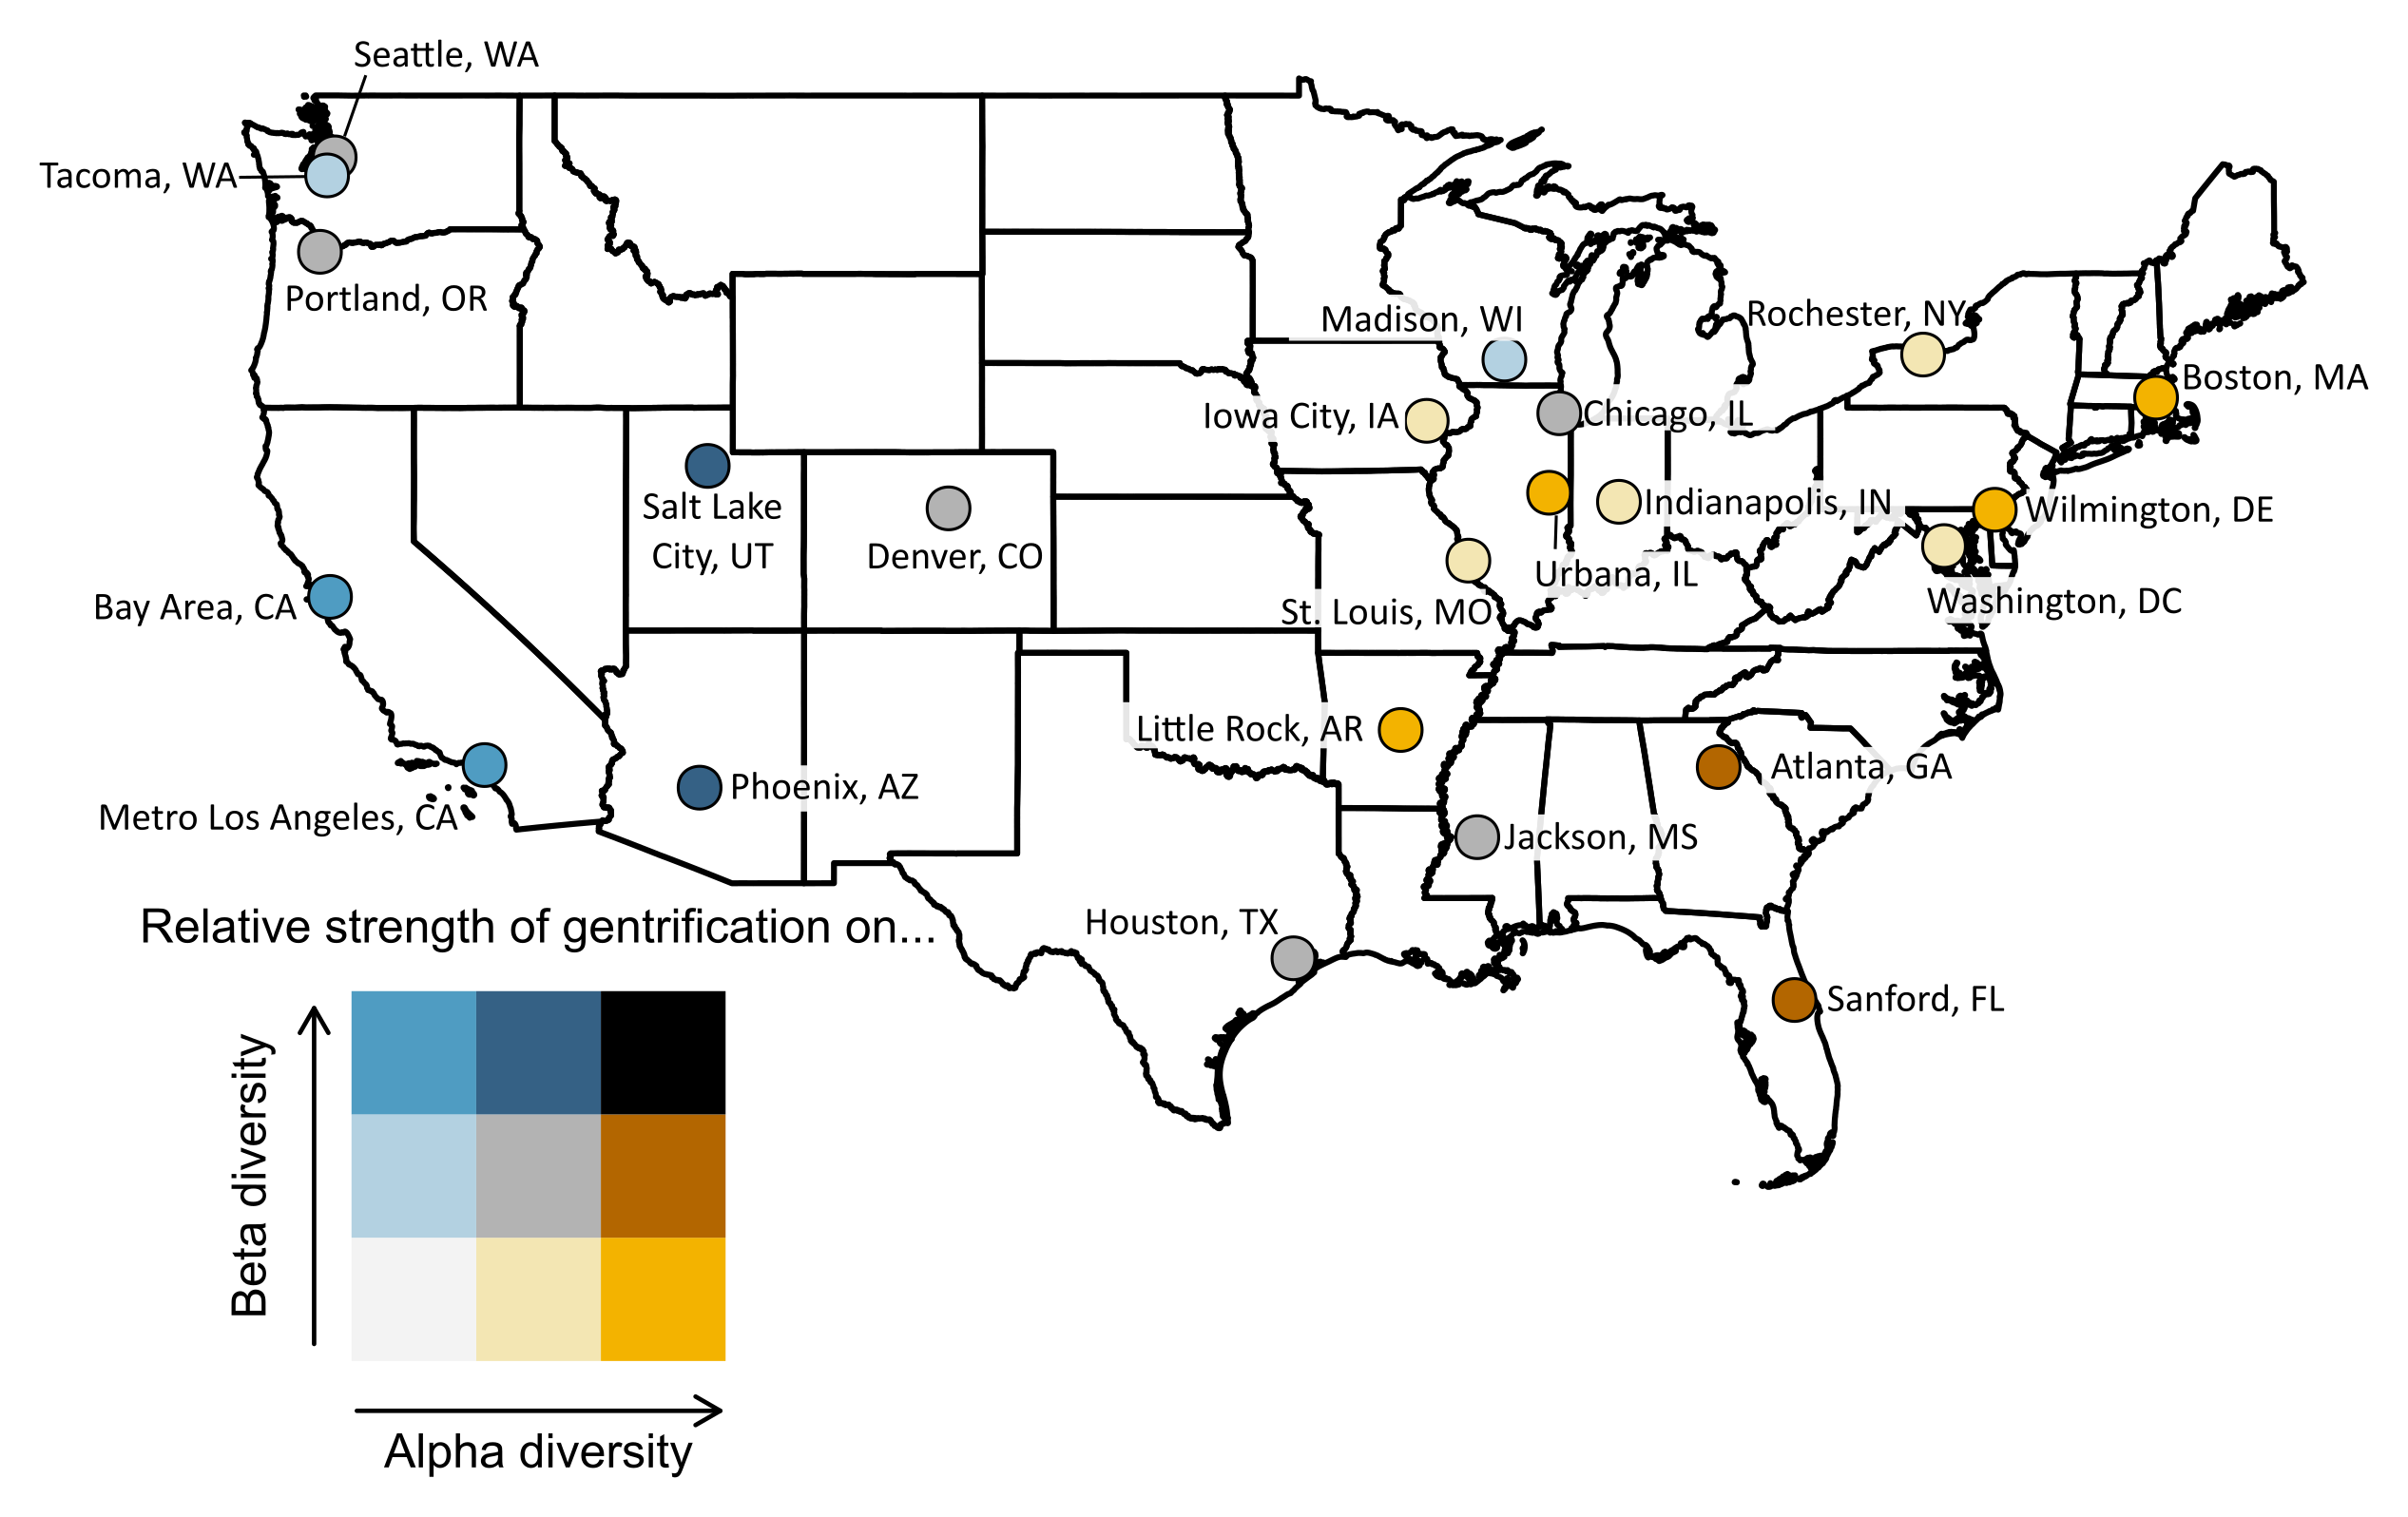 Seattle, WA
Tacoma, WA
Portland, OR
Madison, WI
Rochester, NY
Boston, MA
Iowa City, IA
Chicago, IL
Salt Lake
City, UT
Denver, CO
Indianapolis, IN
Wilmington, DE
Urbana, IL
Bay Area, CA
St. Louis, MO
Washington, DC
Little Rock, AR
Atlanta, GA
Phoenix, AZ
Metro Los Angeles, CA
Jackson, MS
Houston, TX
Sanford, FL
Relative strength of gentrification on...
Beta diversity
Alpha diversity